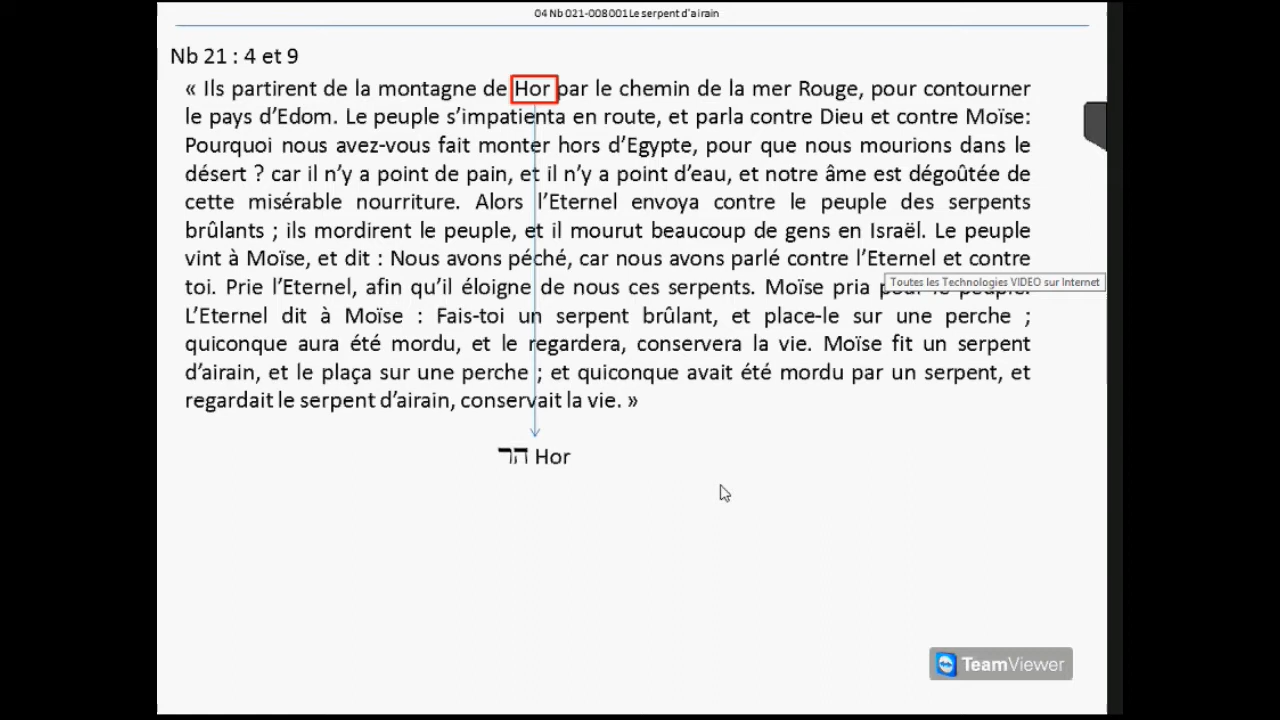 04 Nb 021-008001Le serpent d'airain
Nb 21 : 4 et 9
« Ils partirent de la montagne de Hor par le chemin de la mer Rouge, pour contourner
le pays d’Edom. Le peuple s’impatienta en route, et parla contre Dieu et contre Moïse:
Pourquoi nous avez-vous fait monter hors d’Egypte, pour que nous mourions dans le
désert ? car il n’y a point de pain, et il n’y a point d’eau, et notre âme est dégoûtée de
cette misérable nourriture. Alors l’Eternel envoya contre le peuple des serpents
brûlants ; ils mordirent le peuple, et il mourut beaucoup de gens en Israël. Le peuple
vint à Moïse, et dit : Nous avons péché, car nous avons parlé contre l’Eternel et contre
Toutes les Technologies VIDEO sur Internet
toi. Prie l’Eternel, afin qu’il éloigne de nous ces serpents. Moïse pria pour le peuple.
L’Eternel dit à Moïse : Fais-toi un serpent brûlant, et place-le sur une perche ;
quiconque aura été mordu, et le regardera, conservera la vie. Moïse fit un serpent
d’airain, et le plaça sur une perche ; et quiconque avait été mordu par un serpent, et
regardait le serpent d’airain, conservait la vie. »
הר Hor
TeamViewer